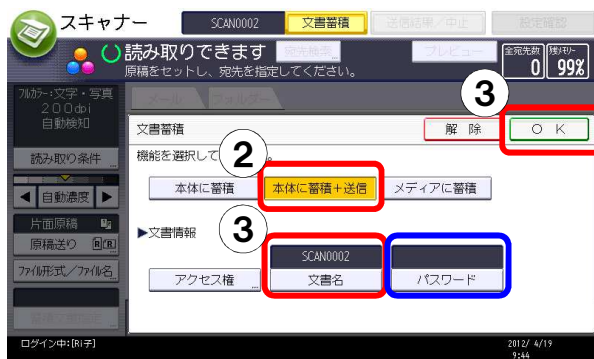 スキャナー SCAN0002 文書蓄積 送信結果／中止 設定確認
読み取りできます 宛先検索 プレビュー 全宛先数 残メモリー
原稿をセットし、宛先を指定してください。 0 99%
フルカラー:文字・写真
200dpi
自動検知
メール フォルダー
③
文書蓄積 解 除 O K
読み取り条件
機能を選択して ② 。
本体に蓄積 本体に蓄積＋送信 メディアに蓄積
自動濃度
片面原稿
原稿送り R R
▶文書情報 ③
SCAN0002
ファイル形式／ファイル名
アクセス権 文書名 パスワード
ログイン中:[Ri子] 2012/ 4/19
9:44